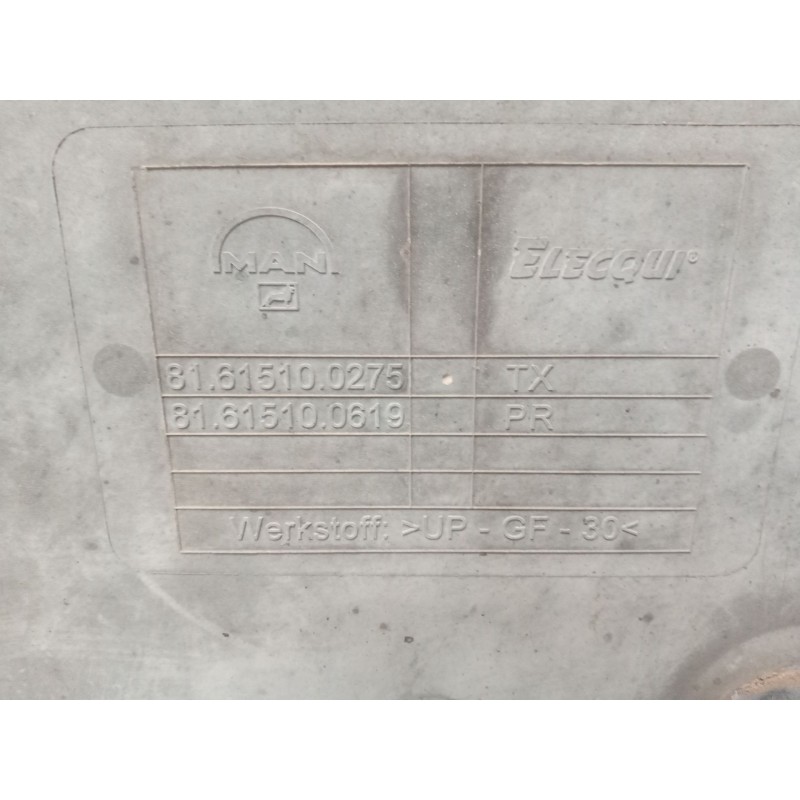 MAN ELECQUI®
81.61510.0275 TX
81.61510.0619 PR
Werkstoff: >UP - GF - 30<